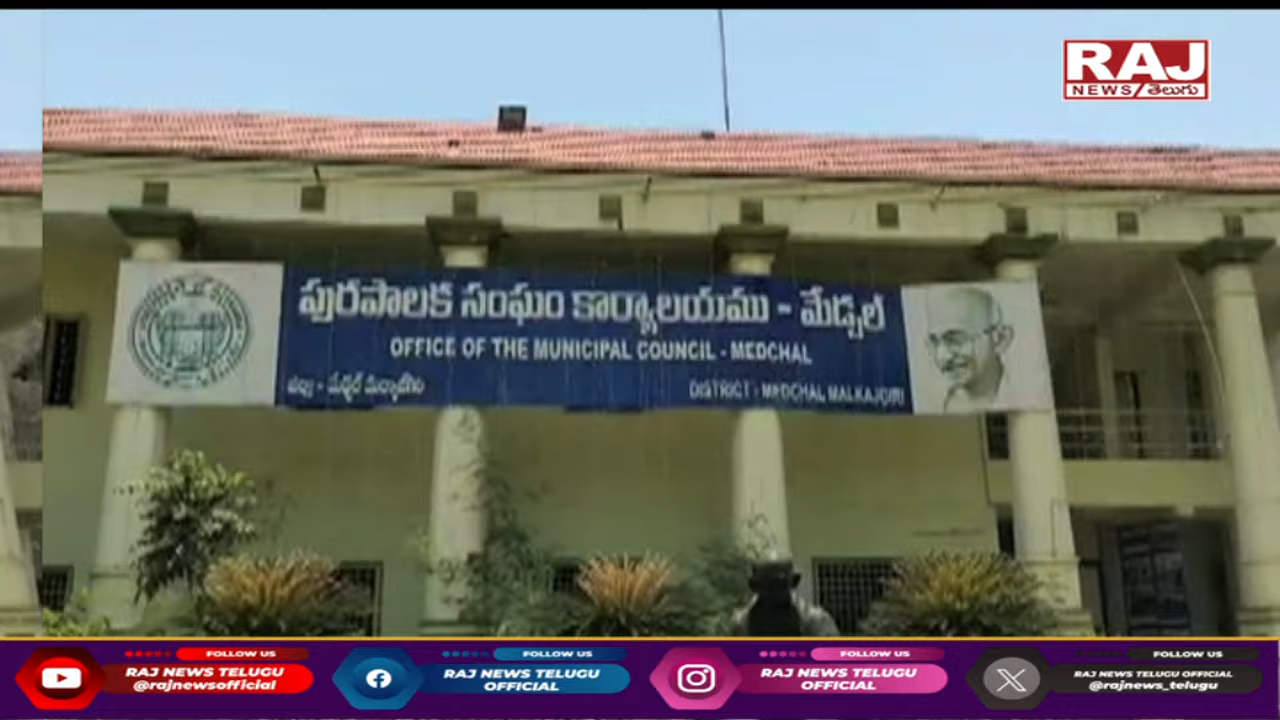 RAJ
NEWS/తెలుగు
పురపాలక సంఘం కార్యాలయము - మేడ్చల్
OFFICE OF THE MUNICIPAL COUNCIL - MEDCHAL
DISTRICT - MEDCHAL MALKAJGIRI
FOLLOW US
RAJ NEWS TELUGU
@rajnewsofficial
FOLLOW US
RAJ NEWS TELUGU
OFFICIAL
FOLLOW US
RAJ NEWS TELUGU
OFFICIAL
FOLLOW US
RAJ NEWS TELUGU OFFICIAL
@rajnews_telugu